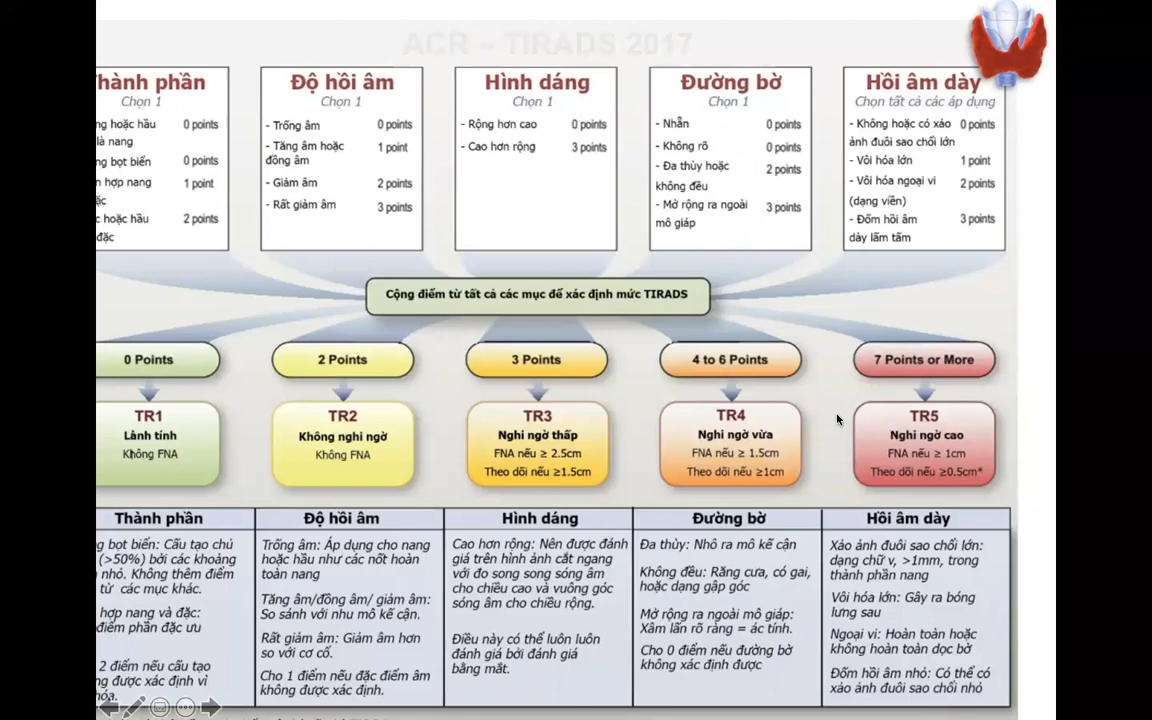 ACR – TIRADS 2017
Thành phần
Chọn 1
ng hoặc hầu 0 points
là nang
ng bọt biển 0 points
n hợp nang 1 point
ặc
c hoặc hầu 2 points
đặc
Độ hồi âm
Chọn 1
- Trống âm 0 points
- Tăng âm hoặc 1 point
đồng âm
- Giảm âm 2 points
- Rất giảm âm 3 points
Hình dáng
Chọn 1
- Rộng hơn cao 0 points
- Cao hơn rộng 3 points
Đường bờ
Chọn 1
- Nhẵn 0 points
- Không rõ 0 points
- Đa thùy hoặc 2 points
không đều
- Mở rộng ra ngoài 3 points
mô giáp
Hồi âm dày
Chọn tất cả các áp dụng
- Không hoặc có xảo 0 points
ảnh đuôi sao chổi lớn
- Vôi hóa lớn 1 point
- Vôi hóa ngoại vi 2 points
(dạng viền)
- Đốm hồi âm 3 points
dày lấm tấm
Cộng điểm từ tất cả các mục để xác định mức TIRADS
0 Points
2 Points
3 Points
4 to 6 Points
7 Points or More
TR1
Lành tính
Không FNA
TR2
Không nghi ngờ
Không FNA
TR3
Nghi ngờ thấp
FNA nếu ≥ 2.5cm
Theo dõi nếu ≥1.5cm
TR4
Nghi ngờ vừa
FNA nếu ≥ 1.5cm
Theo dõi nếu ≥1cm
TR5
Nghi ngờ cao
FNA nếu ≥ 1cm
Theo dõi nếu ≥0.5cm*
Thành phần
g bọt biển: Cấu tạo chủ
(>50%) bởi các khoảng
nhỏ. Không thêm điểm
từ các mục khác.
hợp nang và đặc:
điểm phần đặc ưu
2 điểm nếu cấu tạo
ng được xác định vì
hóa.
Độ hồi âm
Trống âm: Áp dụng cho nang
hoặc hầu như các nốt hoàn
toàn nang
Tăng âm/đồng âm/ giảm âm:
So sánh với nhu mô kế cận.
Rất giảm âm: Giảm âm hơn
so với cơ cổ.
Cho 1 điểm nếu đặc điểm âm
không được xác định.
Hình dáng
Cao hơn rộng: Nên được đánh
giá trên hình ảnh cắt ngang
với đo song song sóng âm
cho chiều cao và vuông góc
sóng âm cho chiều rộng.
Điều này có thể luôn luôn
đánh giá bởi đánh giá
bằng mắt.
Đường bờ
Đa thùy: Nhô ra mô kế cận
Không đều: Răng cưa, có gai,
hoặc dạng gập góc
Mở rộng ra ngoài mô giáp:
Xâm lấn rõ ràng = ác tính.
Cho 0 điểm nếu đường bờ
không xác định được
Hồi âm dày
Xảo ảnh đuôi sao chổi lớn:
dạng chữ v, >1mm, trong
thành phần nang
Vôi hóa lớn: Gây ra bóng
lưng sau
Ngoại vi: Hoàn toàn hoặc
không hoàn toàn dọc bờ
Đốm hồi âm nhỏ: Có thể có
xảo ảnh đuôi sao chổi nhỏ